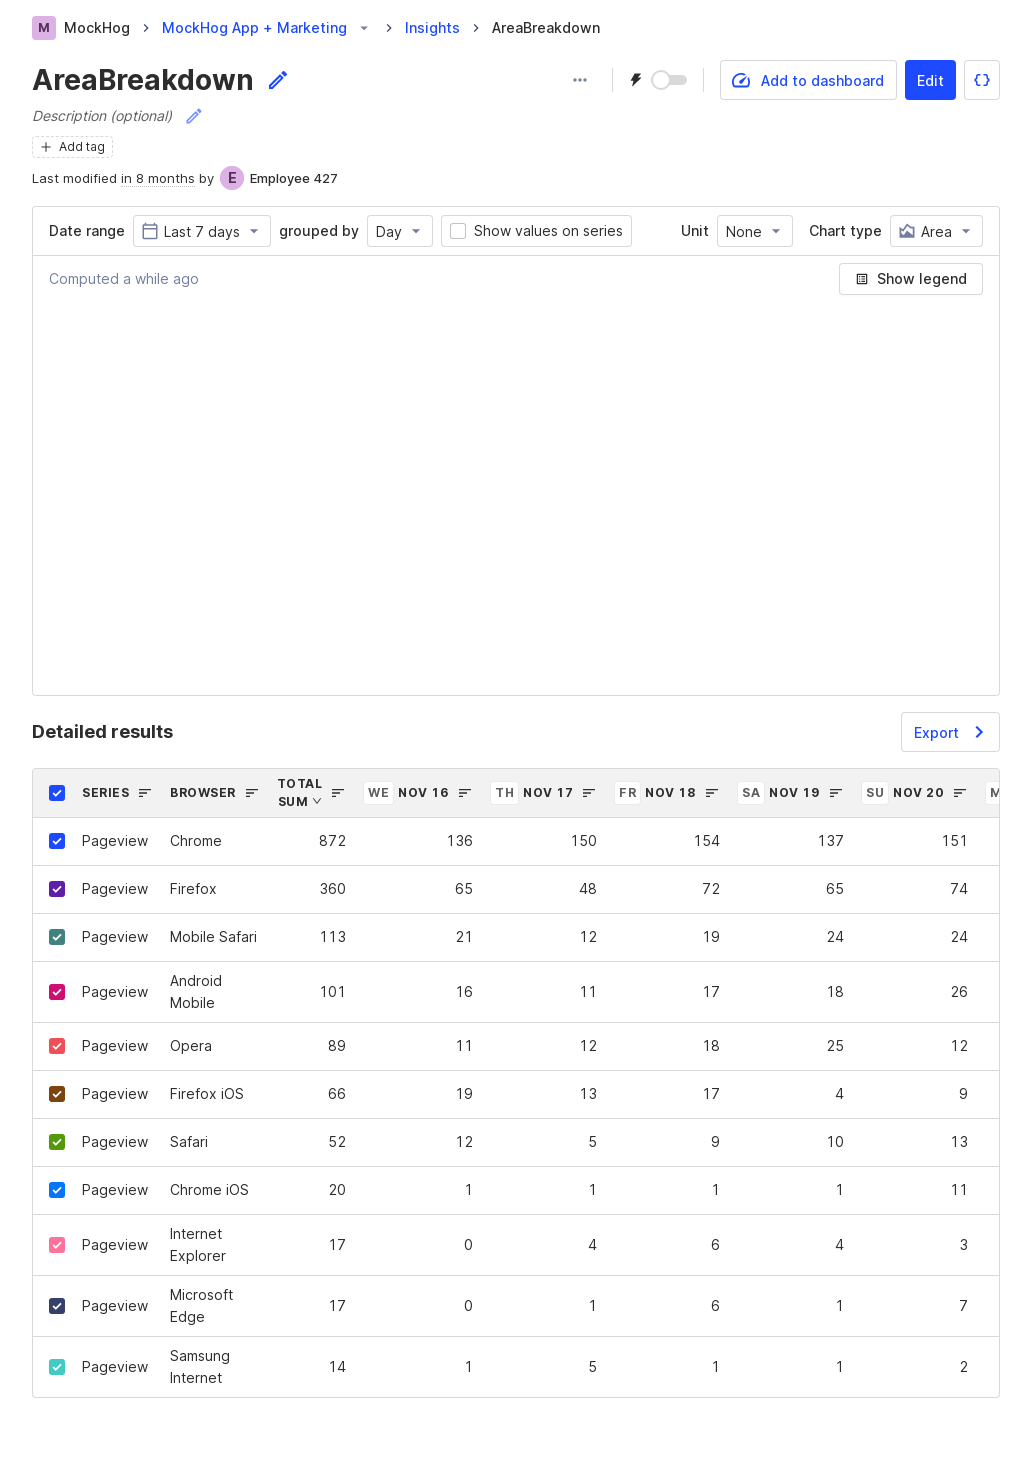 M MockHog MockHog App + Marketing Insights AreaBreakdown
AreaBreakdown Add to dashboard Edit
Description (optional)
Add tag
Last modified in 8 months by E Employee 427
Date range Last 7 days grouped by Day Show values on series Unit None Chart type Area
Computed a while ago Show legend
Detailed results Export
SERIES BROWSER TOTAL SUM WE NOV 16 TH NOV 17 FR NOV 18 SA NOV 19 SU NOV 20
Pageview Chrome 872 136 150 154 137 151
Pageview Firefox 360 65 48 72 65 74
Pageview Mobile Safari 113 21 12 19 24 24
Pageview Android Mobile 101 16 11 17 18 26
Pageview Opera 89 11 12 18 25 12
Pageview Firefox iOS 66 19 13 17 4 9
Pageview Safari 52 12 5 9 10 13
Pageview Chrome iOS 20 1 1 1 1 11
Pageview Internet Explorer 17 0 4 6 4 3
Pageview Microsoft Edge 17 0 1 6 1 7
Pageview Samsung Internet 14 1 5 1 1 2